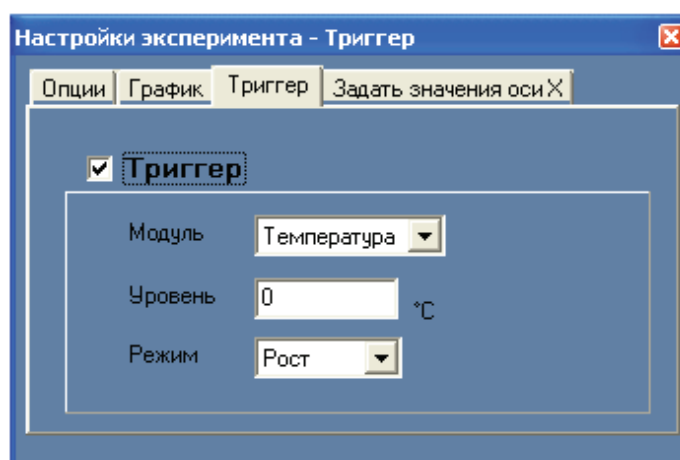 Настройки эксперимента - Триггер
Опции График Триггер Задать значения оси X
Триггер
Модуль Температура
Уровень 0 °C
Режим Рост